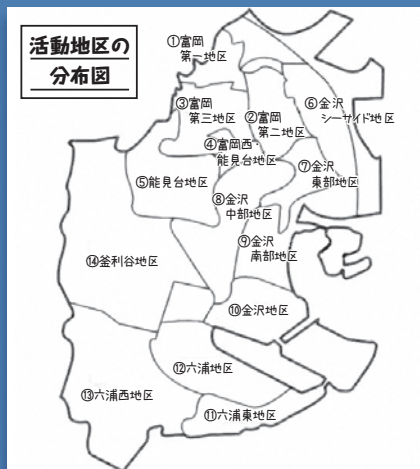 活動地区の
分布図
①富岡
第一地区
③富岡
第三地区
②富岡
第二地区
⑥金沢
シーサイド地区
④富岡西・
能見台地区
⑦金沢
東部地区
⑤能見台地区
⑧金沢
中部地区
⑨金沢
南部地区
⑭釜利谷地区
⑩金沢地区
⑫六浦地区
⑬六浦西地区
⑪六浦東地区